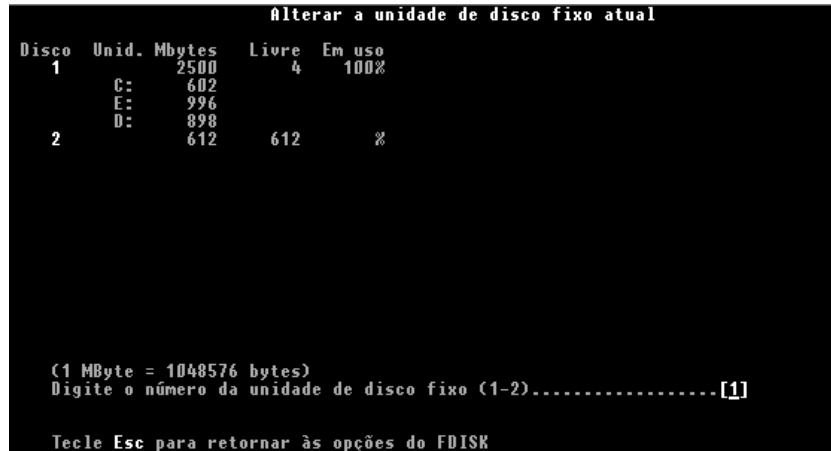 Alterar a unidade de disco fixo atual
Disco Unid. Mbytes Livre Em uso
1 2500 4 100%
C: 602
E: 996
D: 898
2 612 612 %
(1 MByte = 1048576 bytes)
Digite o número da unidade de disco fixo (1-2)..................[1]
Tecle Esc para retornar às opções do FDISK